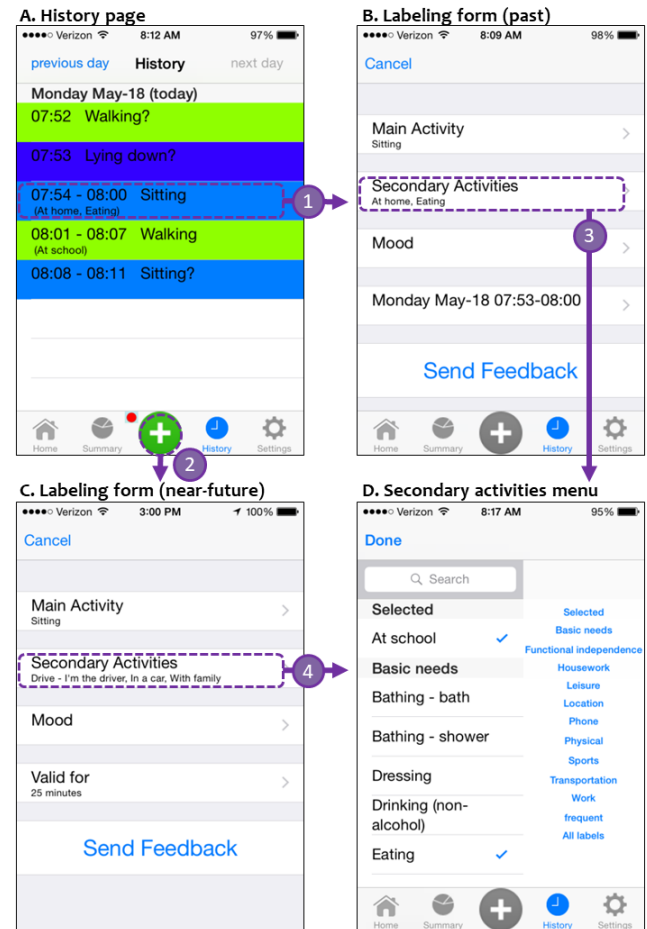 A. History page
●●●●○ Verizon 8:12 AM 97%
previous day History next day
Monday May-18 (today)
07:52 Walking?
07:53 Lying down?
07:54 - 08:00 Sitting
(At home, Eating)
08:01 - 08:07 Walking
(At school)
08:08 - 08:11 Sitting?
1
Home Summary + History Settings
2
B. Labeling form (past)
●●●●○ Verizon 8:09 AM 98%
Cancel
Main Activity
Sitting
Secondary Activities
At home, Eating
3
Mood
Monday May-18 07:53-08:00
Send Feedback
Home Summary + History Settings
C. Labeling form (near-future)
●●●●○ Verizon 3:00 PM 100%
Cancel
Main Activity
Sitting
Secondary Activities
Drive - I'm the driver, In a car, With family
4
Mood
Valid for
25 minutes
Send Feedback
D. Secondary activities menu
●●●●○ Verizon 8:17 AM 95%
Done
Search
Selected
At school
Basic needs
Bathing - bath
Bathing - shower
Dressing
Drinking (non-
alcohol)
Eating
Selected
Basic needs
Functional independence
Housework
Leisure
Location
Phone
Physical
Sports
Transportation
Work
frequent
All labels
Home Summary + History Settings